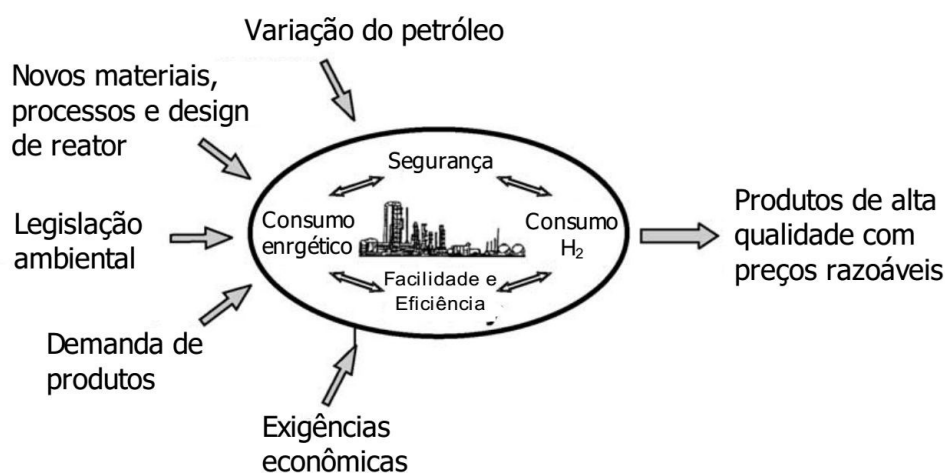 Variação do petróleo
Novos materiais,
processos e design
de reator
Legislação
ambiental
Demanda de
produtos
Exigências
econômicas
Segurança
Consumo
enrgético
Consumo
H₂
Facilidade e
Eficiência
Produtos de alta
qualidade com
preços razoáveis